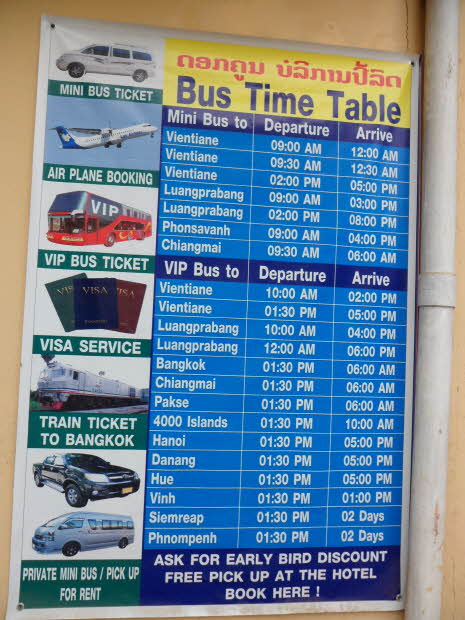 ດອກຄູນ ບໍລິການປີ້ລົດ
Bus Time Table
MINI BUS TICKET
AIR PLANE BOOKING
VIP
VIP BUS TICKET
VISA VISA VISA
VISA SERVICE
TRAIN TICKET
TO BANGKOK
PRIVATE MINI BUS / PICK UP
FOR RENT
Mini Bus to Departure Arrive
Vientiane 09:00 AM 12:00 AM
Vientiane 09:30 AM 12:30 AM
Vientiane 02:00 PM 05:00 PM
Luangprabang 09:00 AM 03:00 PM
Luangprabang 02:00 PM 08:00 PM
Phonsavanh 09:00 AM 04:00 PM
Chiangmai 09:30 AM 06:00 AM
VIP Bus to Departure Arrive
Vientiane 10:00 AM 02:00 PM
Vientiane 01:30 PM 05:00 PM
Luangprabang 10:00 AM 04:00 PM
Luangprabang 12:00 AM 06:00 PM
Bangkok 01:30 PM 06:00 AM
Chiangmai 01:30 PM 06:00 AM
Pakse 01:30 PM 06:00 AM
4000 Islands 01:30 PM 10:00 AM
Hanoi 01:30 PM 05:00 PM
Danang 01:30 PM 05:00 PM
Hue 01:30 PM 05:00 PM
Vinh 01:30 PM 01:00 PM
Siemreap 01:30 PM 02 Days
Phnompenh 01:30 PM 02 Days
ASK FOR EARLY BIRD DISCOUNT
FREE PICK UP AT THE HOTEL
BOOK HERE !